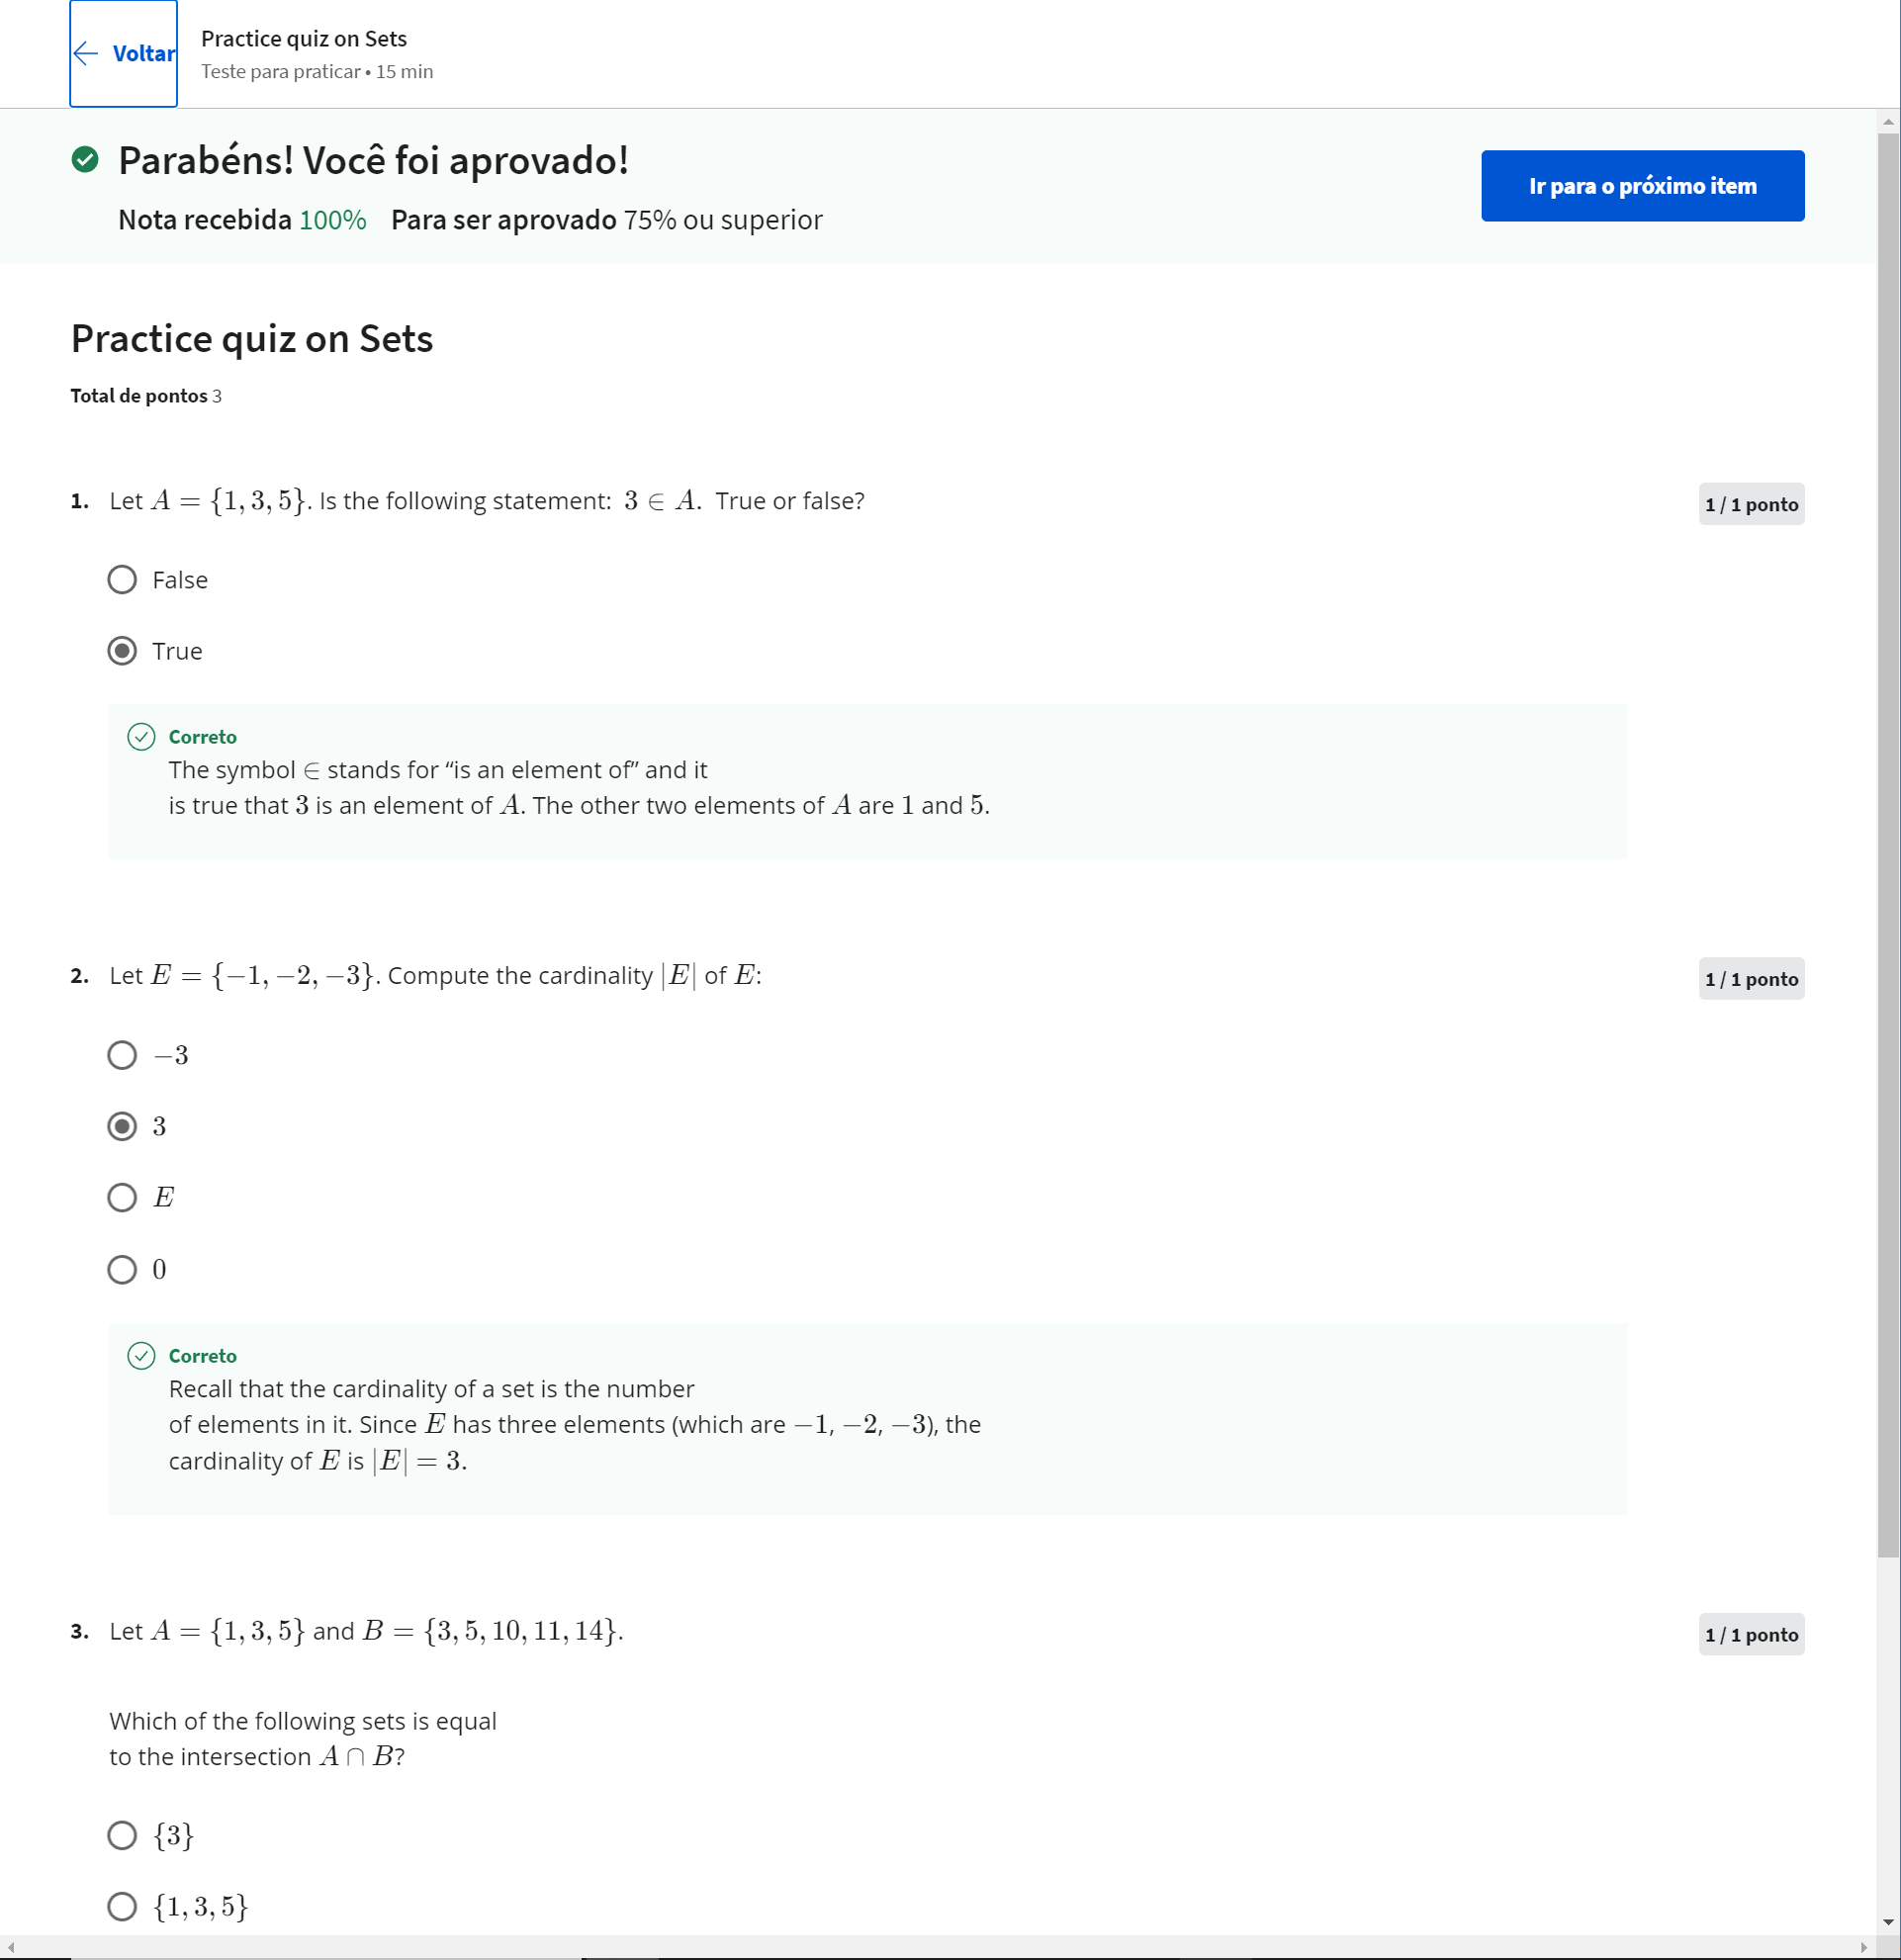 Voltar
Practice quiz on Sets
Teste para praticar • 15 min
Parabéns! Você foi aprovado!
Nota recebida 100% Para ser aprovado 75% ou superior
Ir para o próximo item
Practice quiz on Sets
Total de pontos 3
1. Let A = {1, 3, 5}. Is the following statement: 3 ∈ A. True or false?
1 / 1 ponto
False
True
Correto
The symbol ∈ stands for “is an element of” and it
is true that 3 is an element of A. The other two elements of A are 1 and 5.
2. Let E = {−1, −2, −3}. Compute the cardinality |E| of E:
1 / 1 ponto
−3
3
E
0
Correto
Recall that the cardinality of a set is the number
of elements in it. Since E has three elements (which are −1, −2, −3), the
cardinality of E is |E| = 3.
3. Let A = {1, 3, 5} and B = {3, 5, 10, 11, 14}.
1 / 1 ponto
Which of the following sets is equal
to the intersection A ∩ B?
{3}
{1, 3, 5}